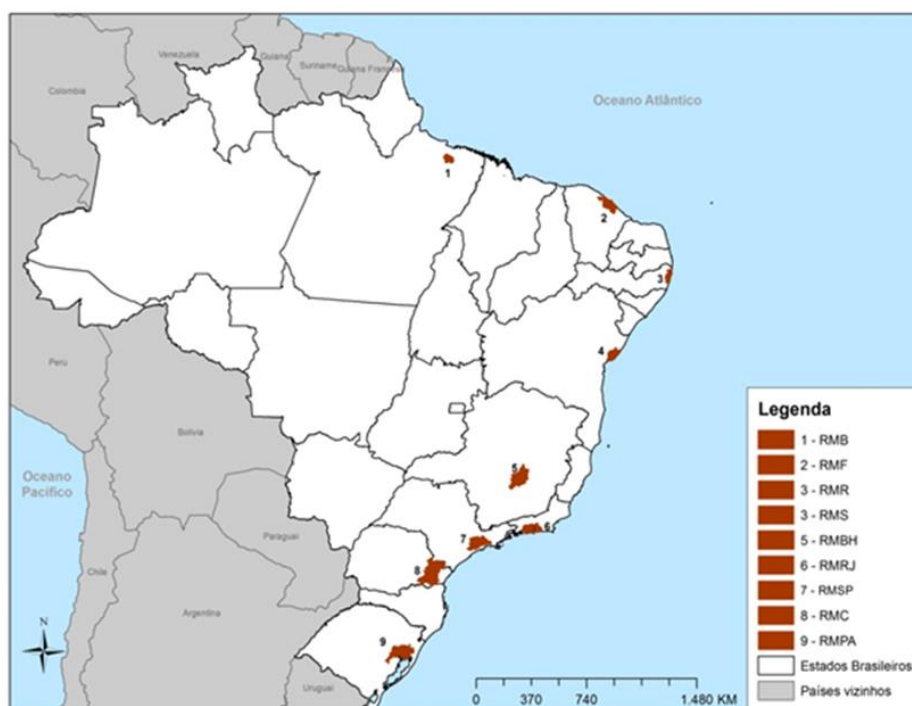 Venezuela
Guiana
Suriname
Guiana Francesa
Colombia
Oceano Atlântico
1
2
3
4
Peru
Bolívia
5
6
7
8
9
Oceano
Pacífico
Paraguai
Chile
Argentina
Uruguai
N
Legenda
1 - RMB
2 - RMF
3 - RMR
3 - RMS
5 - RMBH
6 - RMRJ
7 - RMSP
8 - RMC
9 - RMPA
Estados Brasileiros
Países vizinhos
0 370 740 1.480 KM